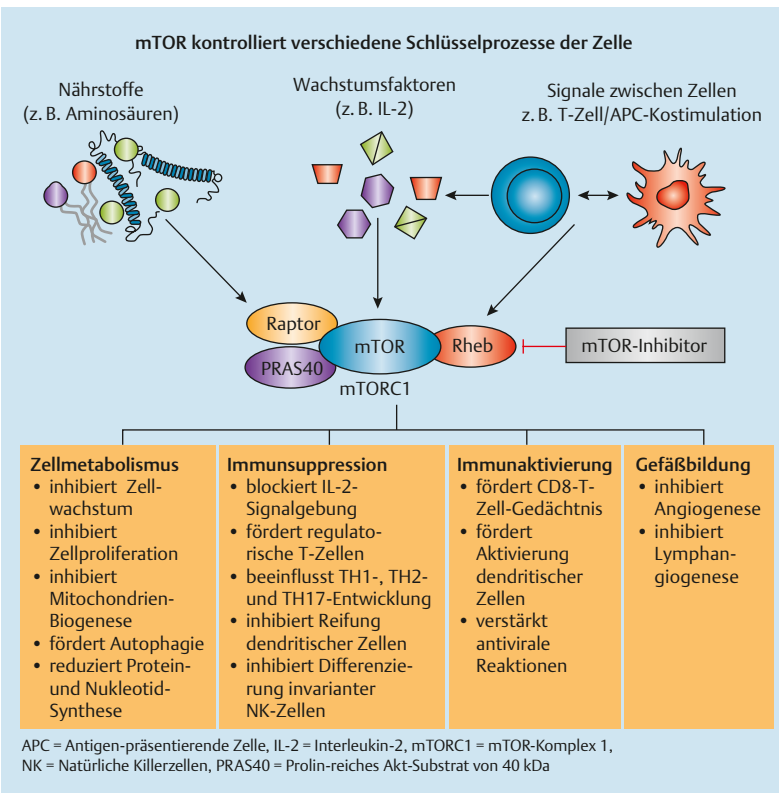 mTOR kontrolliert verschiedene Schlüsselprozesse der Zelle
Nährstoffe
(z. B. Aminosäuren)
Wachstumsfaktoren
(z. B. IL-2)
Signale zwischen Zellen
z. B. T-Zell/APC-Kostimulation
Raptor
PRAS40
mTOR
Rheb
mTORC1
mTOR-Inhibitor
Zellmetabolismus
• inhibiert Zell-
wachstum
• inhibiert
Zellproliferation
• inhibiert
Mitochondrien-
Biogenese
• fördert Autophagie
• reduziert Protein-
und Nukleotid-
Synthese
Immunsuppression
• blockiert IL-2-
Signalgebung
• fördert regulato-
rische T-Zellen
• beeinflusst TH1-, TH2-
und TH17-Entwicklung
• inhibiert Reifung
dendritischer Zellen
• inhibiert Differenzie-
rung invarianter
NK-Zellen
Immunaktivierung
• fördert CD8-T-
Zell-Gedächtnis
• fördert
Aktivierung
dendritischer
Zellen
• verstärkt
antivirale
Reaktionen
Gefäßbildung
• inhibiert
Angiogenese
• inhibiert
Lymphan-
giogenese
APC = Antigen-präsentierende Zelle, IL-2 = Interleukin-2, mTORC1 = mTOR-Komplex 1,
NK = Natürliche Killerzellen, PRAS40 = Prolin-reiches Akt-Substrat von 40 kDa